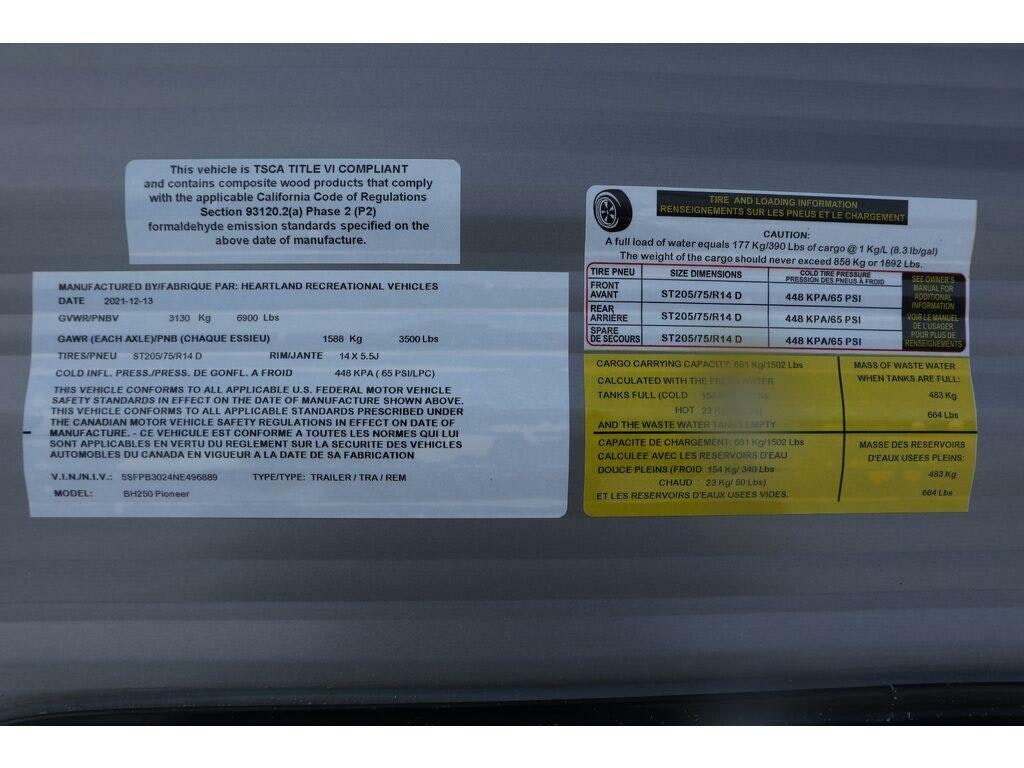 This vehicle is TSCA TITLE VI COMPLIANT
and contains composite wood products that comply
with the applicable California Code of Regulations
Section 93120.2(a) Phase 2 (P2)
formaldehyde emission standards specified on the
above date of manufacture.
MANUFACTURED BY/FABRIQUE PAR: HEARTLAND RECREATIONAL VEHICLES
DATE 2021-12-13
GVWR/PNBV 3130 Kg 6900 Lbs
GAWR (EACH AXLE)/PNB (CHAQUE ESSIEU) 1588 Kg 3500 Lbs
TIRES/PNEU ST205/75/R14 D RIM/JANTE 14 X 5.5J
COLD INFL. PRESS./PRESS. DE GONFL. A FROID 448 KPA ( 65 PSI/LPC)
THIS VEHICLE CONFORMS TO ALL APPLICABLE U.S. FEDERAL MOTOR VEHICLE
SAFETY STANDARDS IN EFFECT ON THE DATE OF MANUFACTURE SHOWN ABOVE.
THIS VEHICLE CONFORMS TO ALL APPLICABLE STANDARDS PRESCRIBED UNDER
THE CANADIAN MOTOR VEHICLE SAFETY REGULATIONS IN EFFECT ON DATE OF
MANUFACTURE. - CE VEHICULE EST CONFORME A TOUTES LES NORMES QUI LUI
SONT APPLICABLES EN VERTU DU REGLEMENT SUR LA SECURITE DES VEHICLES
AUTOMOBILES DU CANADA EN VIGUEUR A LA DATE DE SA FABRICATION
V.I.N./N.I.V.: 5SFPB3024NE496889 TYPE/TYPE: TRAILER / TRA / REM
MODEL: BH250 Pioneer
TIRE AND LOADING INFORMATION
RENSEIGNEMENTS SUR LES PNEUS ET LE CHARGEMENT
CAUTION:
A full load of water equals 177 Kg/390 Lbs of cargo @ 1 Kg/L (8.3 lb/gal)
The weight of the cargo should never exceed 858 Kg or 1892 Lbs.
TIRE PNEU SIZE DIMENSIONS COLD TIRE PRESSURE
PRESSION DES PNEUS À FROID
FRONT
AVANT ST205/75/R14 D 448 KPA/65 PSI
REAR
ARRIÈRE ST205/75/R14 D 448 KPA/65 PSI
SPARE
DE SECOURS ST205/75/R14 D 448 KPA/65 PSI
SEE OWNER'S
MANUAL FOR
ADDITIONAL
INFORMATION
VOIR LE MANUEL
DE L'USAGER
POUR PLUS DE
RENSEIGNEMENTS
CARGO CARRYING CAPACITY: 681 Kg/1502 Lbs
CALCULATED WITH THE FRESH WATER
TANKS FULL (COLD 154
HOT 23 Kg
AND THE WASTE WATER TANKS EMPTY
MASS OF WASTE WATER
WHEN TANKS ARE FULL:
483 Kg
664 Lbs
CAPACITE DE CHARGEMENT: 681 Kg/1502 Lbs
CALCULEE AVEC LES RESERVOIRS D'EAU
DOUCE PLEINS (FROID 154 Kg/ 340 Lbs
CHAUD 23 Kg/ 50 Lbs)
ET LES RESERVOIRS D'EAUX USEES VIDES.
MASSE DES RESERVOIRS
D'EAUX USEES PLEINS:
483 Kg
664 Lbs